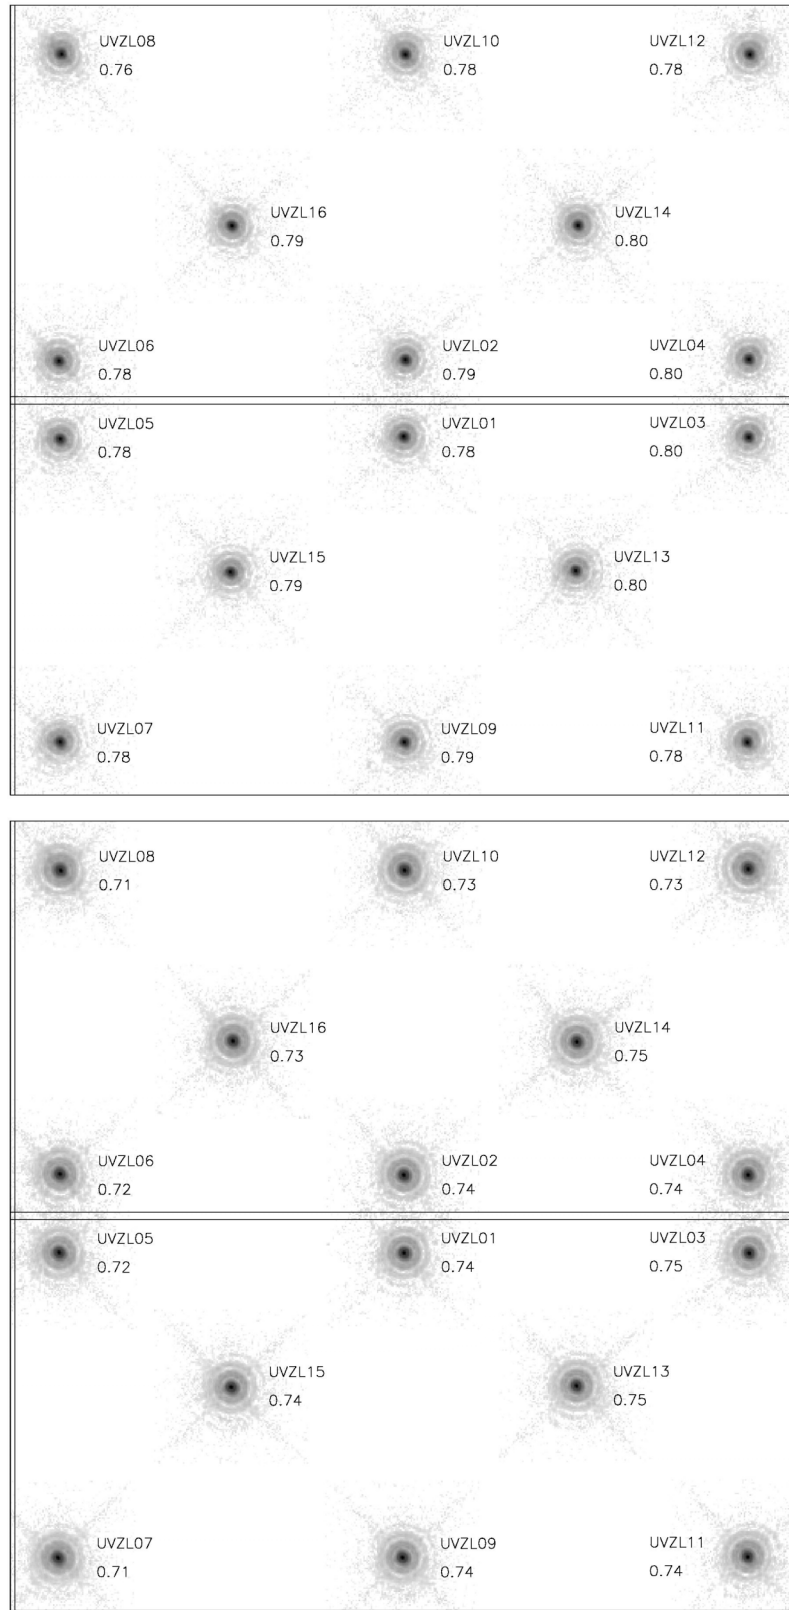 UVZL08
0.76
UVZL10
0.78
UVZL12
0.78
UVZL16
0.79
UVZL14
0.80
UVZL06
0.78
UVZL02
0.79
UVZL04
0.80
UVZL05
0.78
UVZL01
0.78
UVZL03
0.80
UVZL15
0.79
UVZL13
0.80
UVZL07
0.78
UVZL09
0.79
UVZL11
0.78
UVZL08
0.71
UVZL10
0.73
UVZL12
0.73
UVZL16
0.73
UVZL14
0.75
UVZL06
0.72
UVZL02
0.74
UVZL04
0.74
UVZL05
0.72
UVZL01
0.74
UVZL03
0.75
UVZL15
0.74
UVZL13
0.75
UVZL07
0.71
UVZL09
0.74
UVZL11
0.74